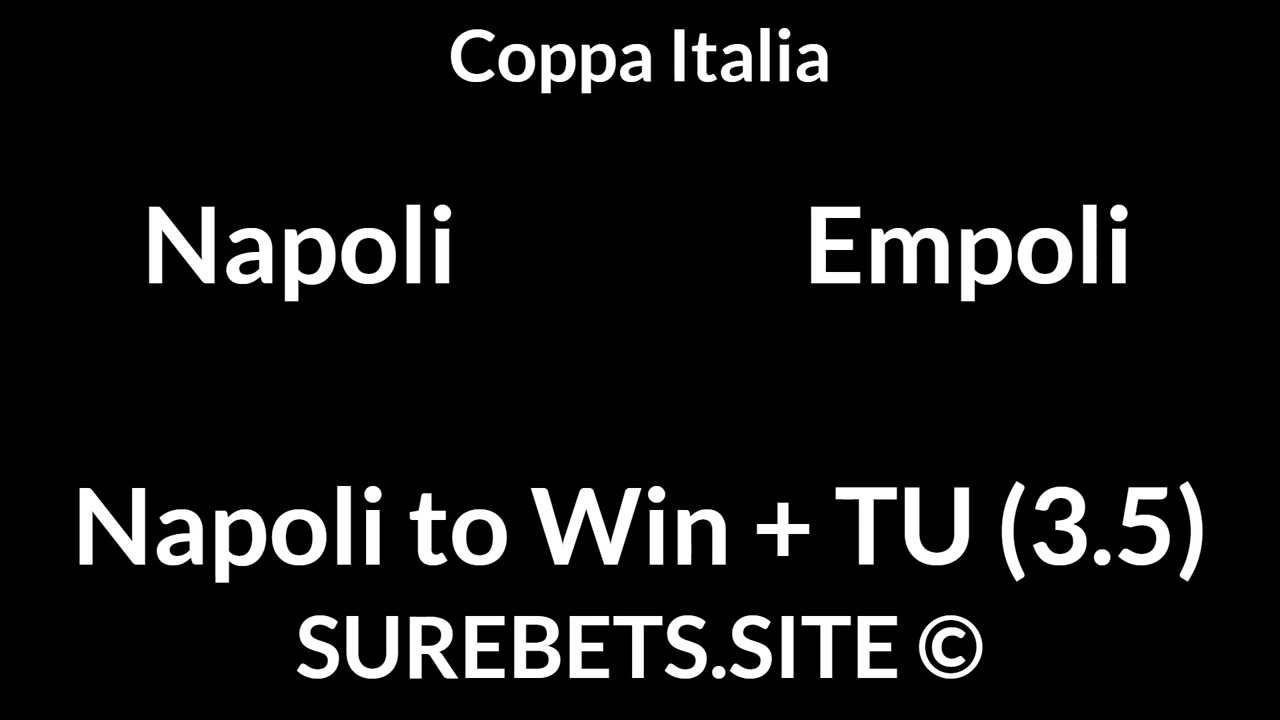 Coppa Italia
Napoli Empoli
Napoli to Win + TU (3.5)
SUREBETS.SITE ©